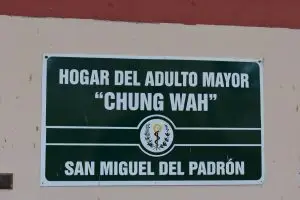 HOGAR DEL ADULTO MAYOR
"CHUNG WAH"
SAN MIGUEL DEL PADRÓN